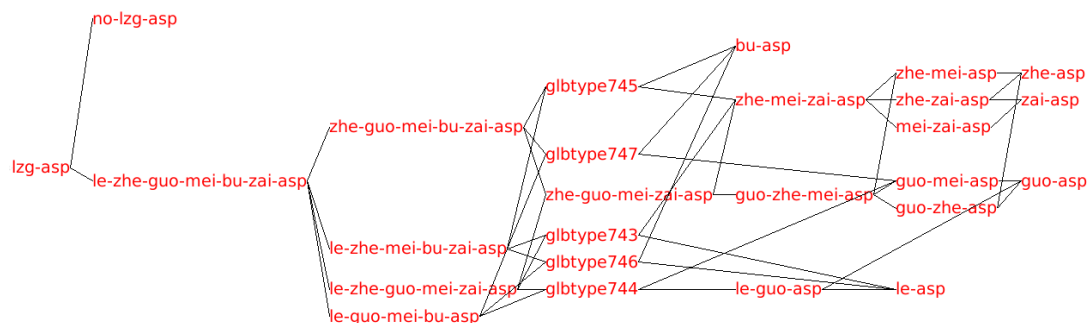 no-lzg-asp
bu-asp
zhe-mei-asp zhe-asp
glbtype745
zhe-mei-zai-asp zhe-zai-asp zai-asp
zhe-guo-mei-bu-zai-asp mei-zai-asp
glbtype747
lzg-asp
le-zhe-guo-mei-bu-zai-asp guo-mei-asp guo-asp
zhe-guo-mei-zai-asp guo-zhe-mei-asp
guo-zhe-asp
glbtype743
le-zhe-mei-bu-zai-asp
glbtype746
le-zhe-guo-mei-zai-asp glbtype744 le-guo-asp le-asp
le-guo-mei-bu-asp